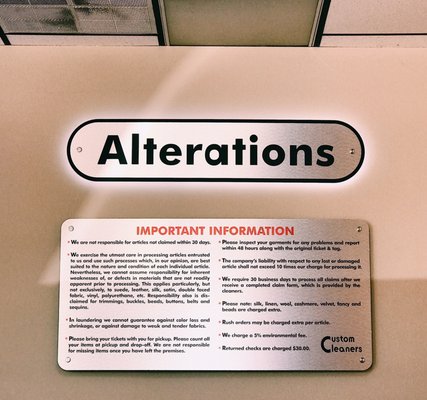 Alterations
IMPORTANT INFORMATION
• We are not responsible for articles not claimed within 30 days.
• We exercise the utmost care in processing articles entrusted
to us and use such processes which, in our opinion, are best
suited to the nature and condition of each individual article.
Nevertheless, we cannot assume responsibility for inherent
weaknesses of, or defects in materials that are not readily
apparent prior to processing. This applies particularly, but
not exclusively, to suede, leather, silk, satin, double faced
fabric, vinyl, polyurethane, etc. Responsibility also is dis-
claimed for trimmings, buckles, beads, buttons, belts and
sequins.
• In laundering we cannot guarantee against color loss and
shrinkage, or against damage to weak and tender fabrics.
• Please bring your tickets with you for pickup. Please count all
your items at pickup and drop-off. We are not responsible
for missing items once you have left the premises.
• Please inspect your garments for any problems and report
within 48 hours along with the original ticket & tag.
• The company's liability with respect to any lost or damaged
article shall not exceed 10 times our charge for processing it.
• We require 30 business days to process all claims after we
receive a completed claim form, which is provided by the
cleaners.
• Please note: silk, linen, wool, cashmere, velvet, fancy and
beads are charged extra.
• Rush orders may be charged extra per article.
• We charge a 5% environmental fee.
• Returned checks are charged $30.00.
Custom
Cleaners